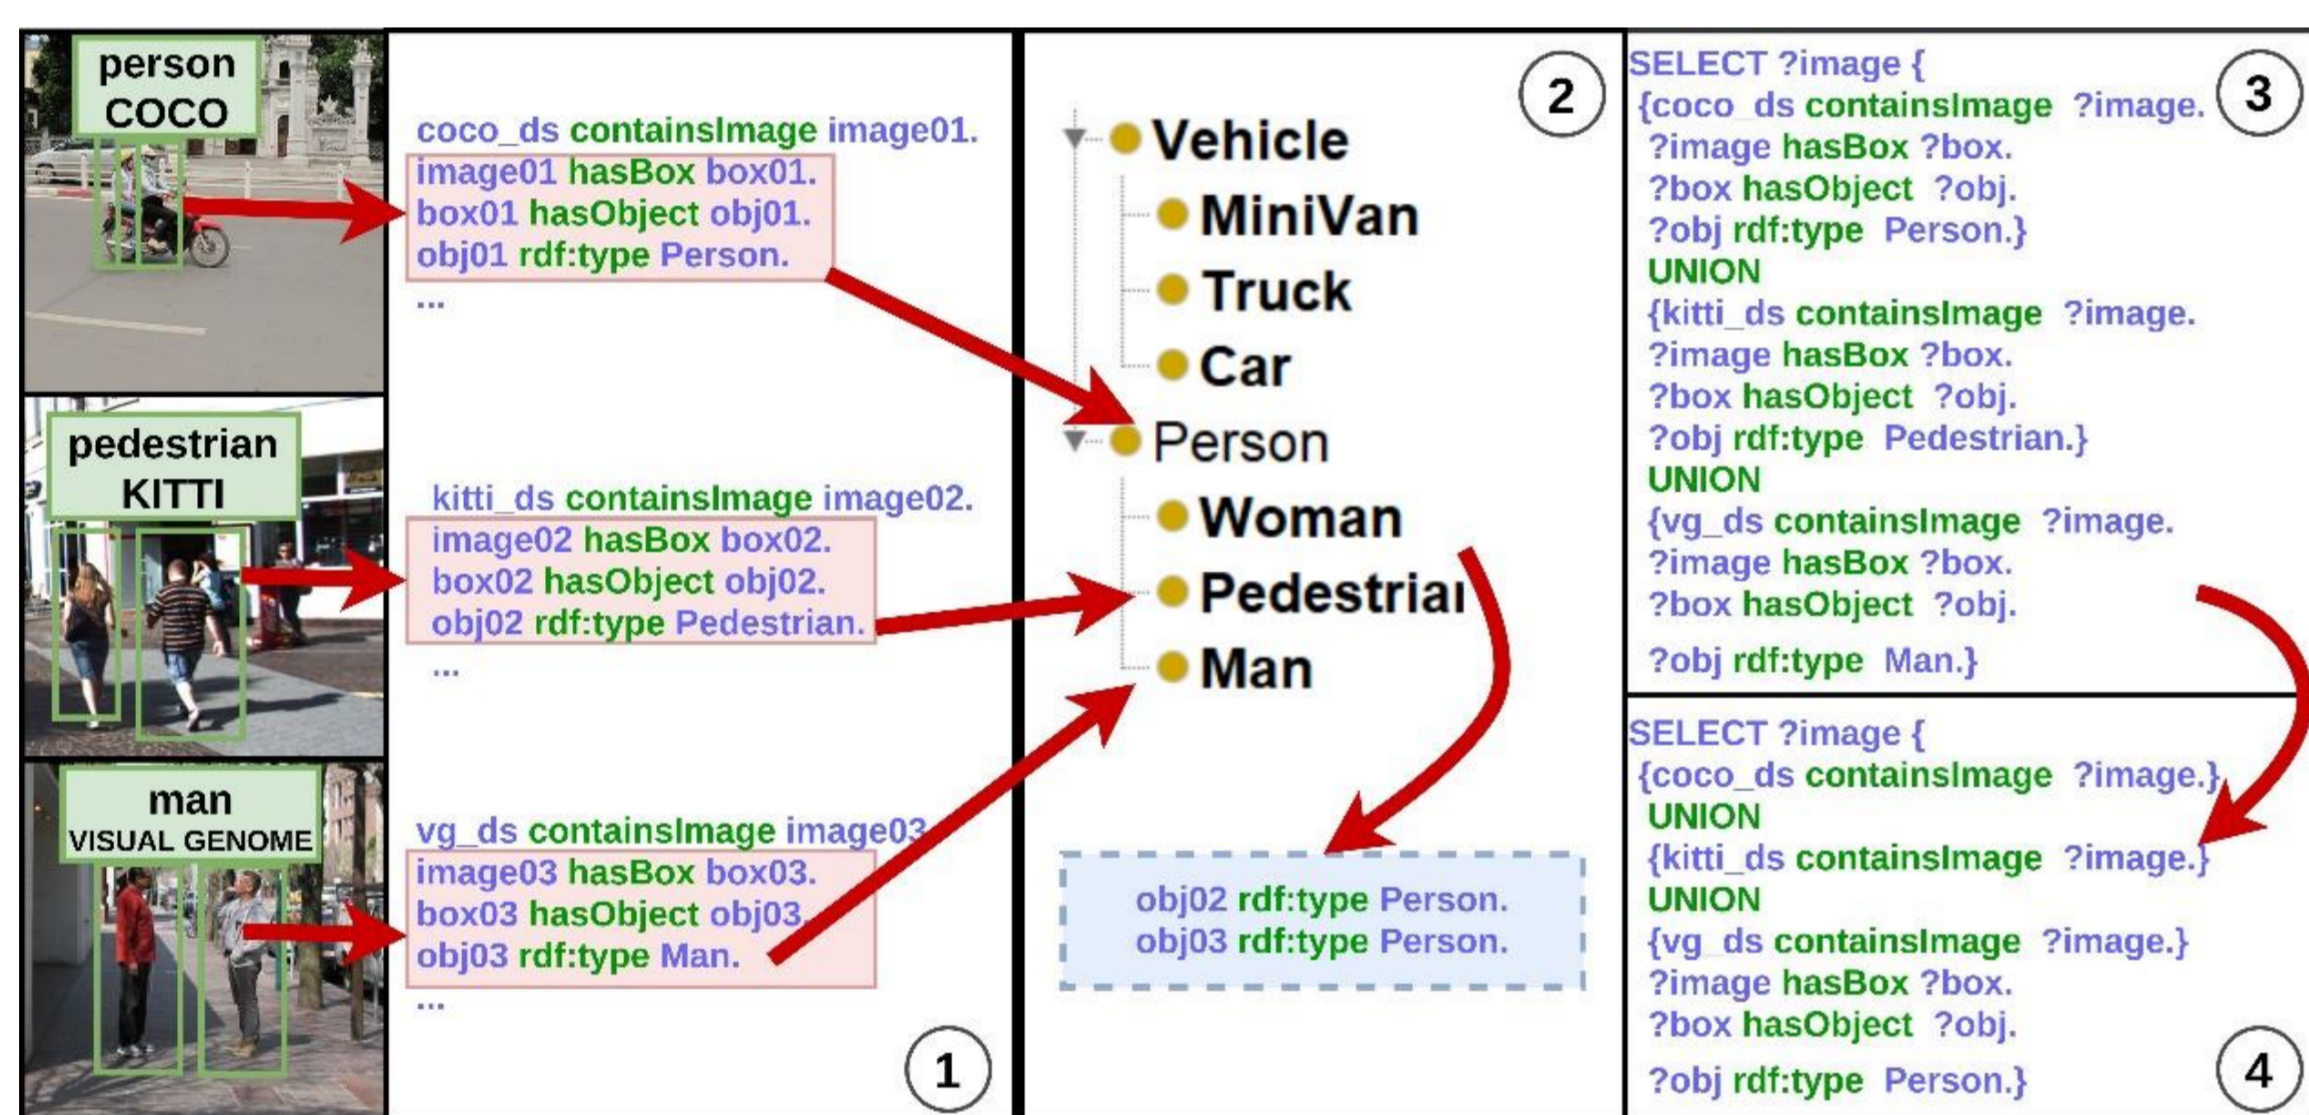 person
COCO
coco_ds containsImage image01.
image01 hasBox box01.
box01 hasObject obj01.
obj01 rdf:type Person.
...
pedestrian
KITTI
kitti_ds containsImage image02.
image02 hasBox box02.
box02 hasObject obj02.
obj02 rdf:type Pedestrian.
...
man
VISUAL GENOME
vg_ds containsImage image03
image03 hasBox box03.
box03 hasObject obj03.
obj03 rdf:type Man.
...
1
2
Vehicle
MiniVan
Truck
Car
Person
Woman
Pedestrian
Man
obj02 rdf:type Person.
obj03 rdf:type Person.
3
SELECT ?image {
{coco_ds containsImage ?image.
?image hasBox ?box.
?box hasObject ?obj.
?obj rdf:type Person.}
UNION
{kitti_ds containsImage ?image.
?image hasBox ?box.
?box hasObject ?obj.
?obj rdf:type Pedestrian.}
UNION
{vg_ds containsImage ?image.
?image hasBox ?box.
?box hasObject ?obj.
?obj rdf:type Man.}
SELECT ?image {
{coco_ds containsImage ?image.}
UNION
{kitti_ds containsImage ?image.}
UNION
{vg_ds containsImage ?image.}
?image hasBox ?box.
?box hasObject ?obj.
?obj rdf:type Person.}
4